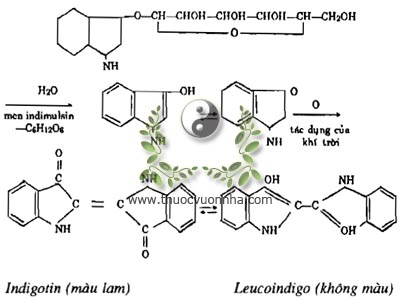 O—CH.CHOH—CHOH—CHOH—CH—CH₂OH
O
NH
H₂O
men indimulsin
—C₆H₁₂O₆
OH
NH
O
NH
O
tác dụng của
khí trời
O
C
C = C
NH
NH
C
O
OH
NH
C
C
NH
OH
www.thuocvuonnha.com
Indigotin (màu lam)
Leucoindigo (không màu)